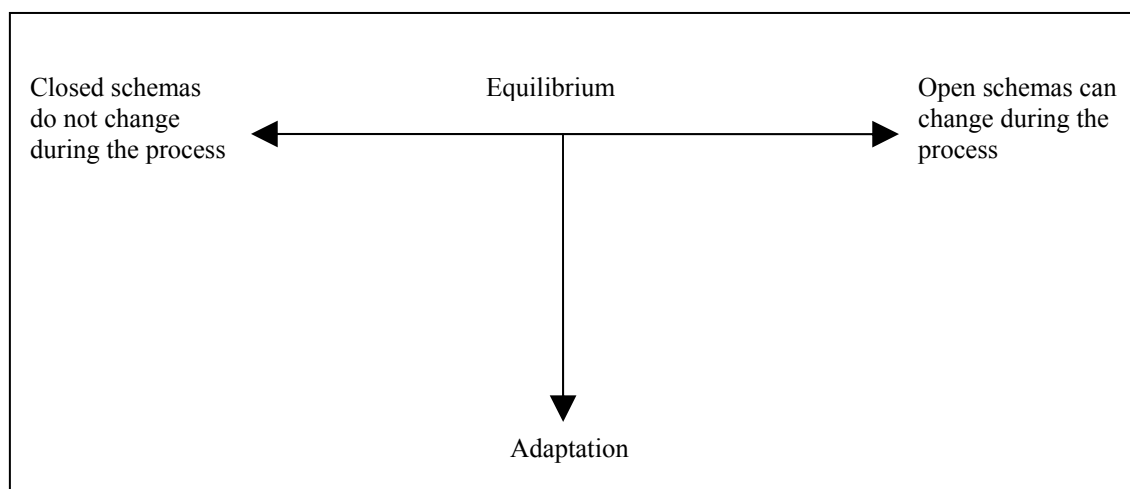 Closed schemas
do not change
during the process
Equilibrium
Open schemas can
change during the
process
Adaptation